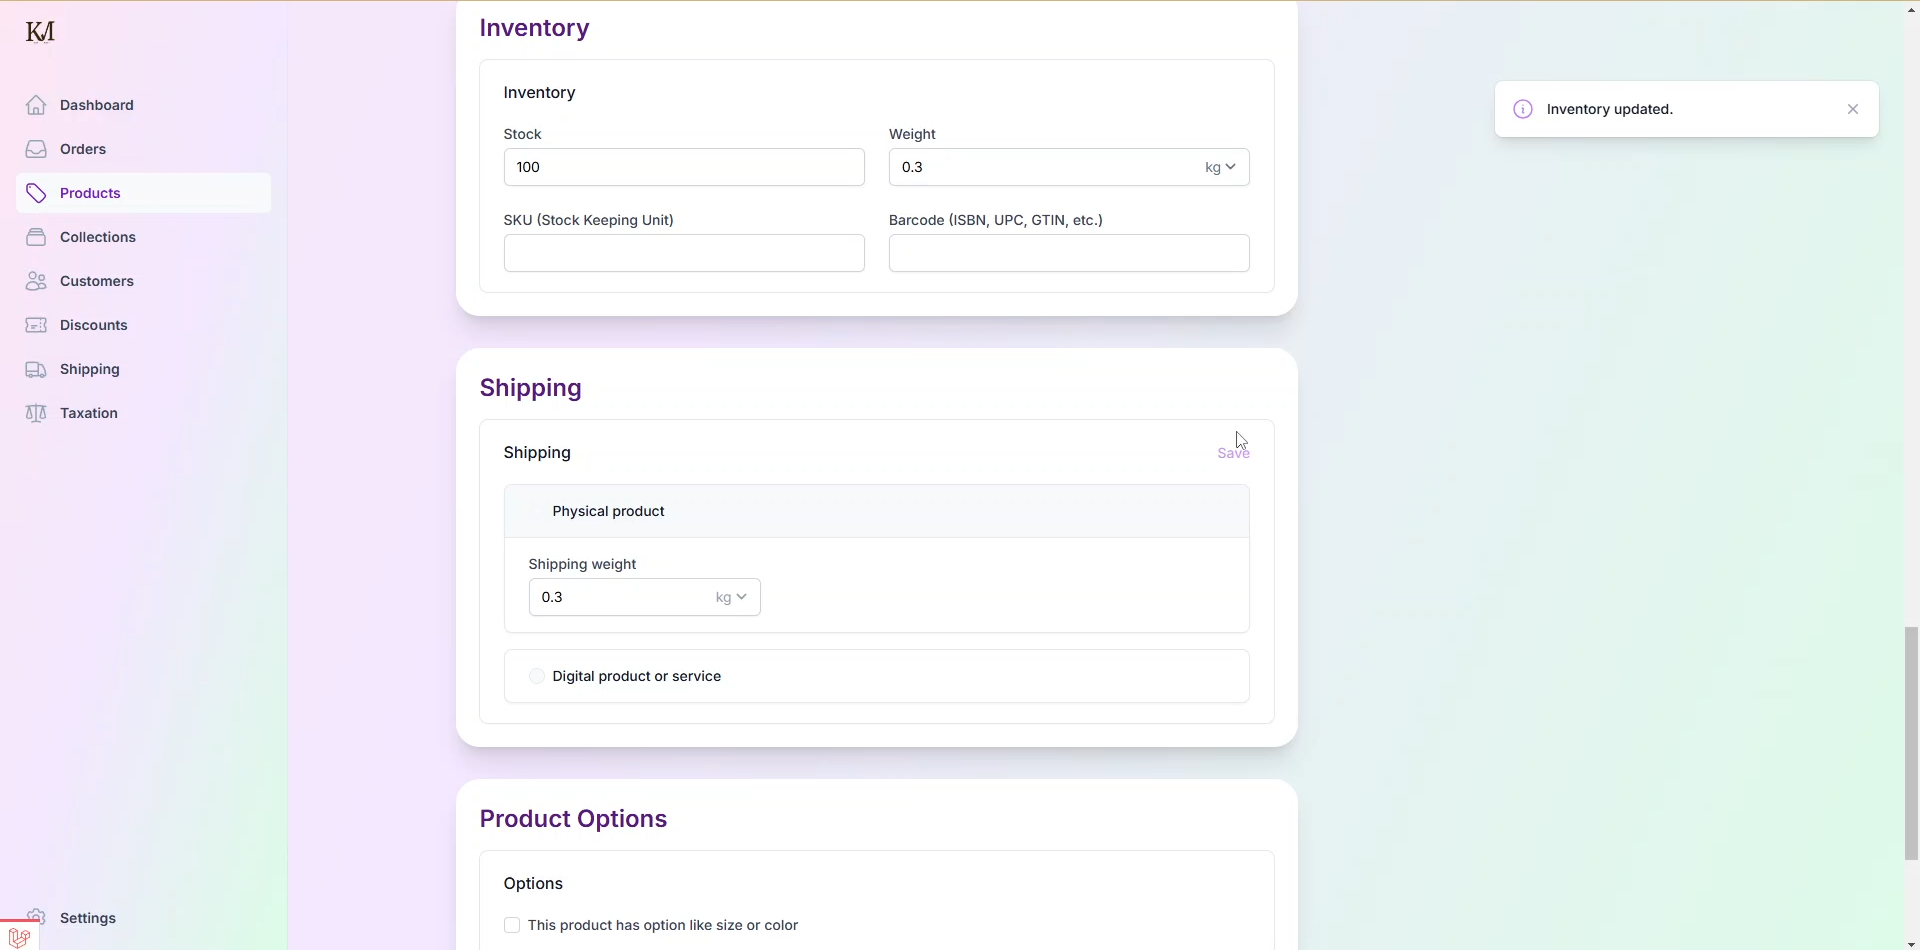 KM
Dashboard
Orders
Products
Collections
Customers
Discounts
Shipping
Taxation
Settings
Inventory
Inventory
Stock
Weight
100
0.3
kg
SKU (Stock Keeping Unit)
Barcode (ISBN, UPC, GTIN, etc.)
Shipping
Shipping
Save
Physical product
Shipping weight
0.3
kg
Digital product or service
Product Options
Options
This product has option like size or color
Inventory updated.